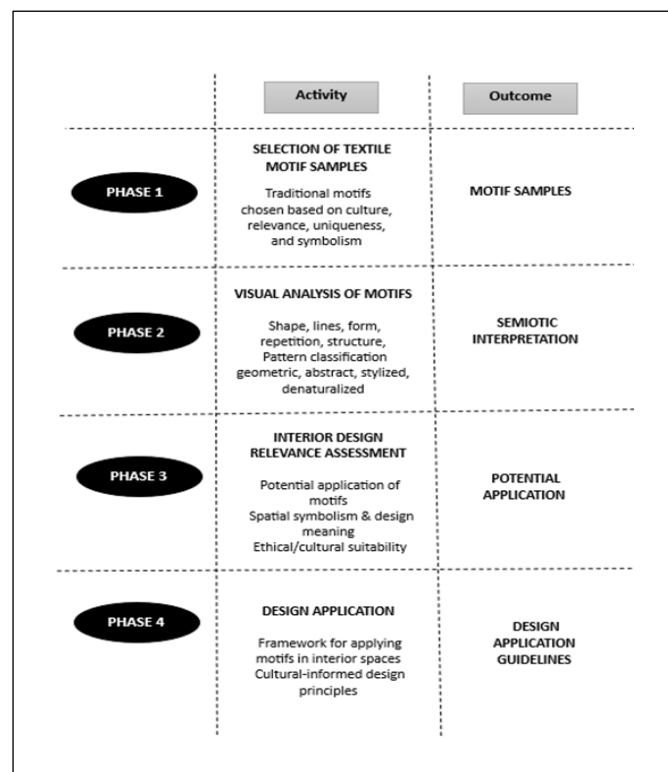 Activity
Outcome
PHASE 1
SELECTION OF TEXTILE
MOTIF SAMPLES
Traditional motifs
chosen based on culture,
relevance, uniqueness,
and symbolism
MOTIF SAMPLES
PHASE 2
VISUAL ANALYSIS OF MOTIFS
Shape, lines, form,
repetition, structure,
Pattern classification
geometric, abstract, stylized,
denaturalized
SEMIOTIC
INTERPRETATION
PHASE 3
INTERIOR DESIGN
RELEVANCE ASSESSMENT
Potential application of
motifs
Spatial symbolism & design
meaning
Ethical/cultural suitability
POTENTIAL
APPLICATION
PHASE 4
DESIGN APPLICATION
Framework for applying
motifs in interior spaces
Cultural-informed design
principles
DESIGN
APPLICATION
GUIDELINES